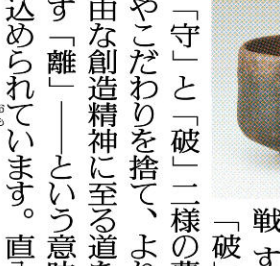 戦す
「破」
「守」と「破」二様の
やこだわりを捨て、より
由な創造精神に至る道を
す「離」――という意味
込められています。直
おも